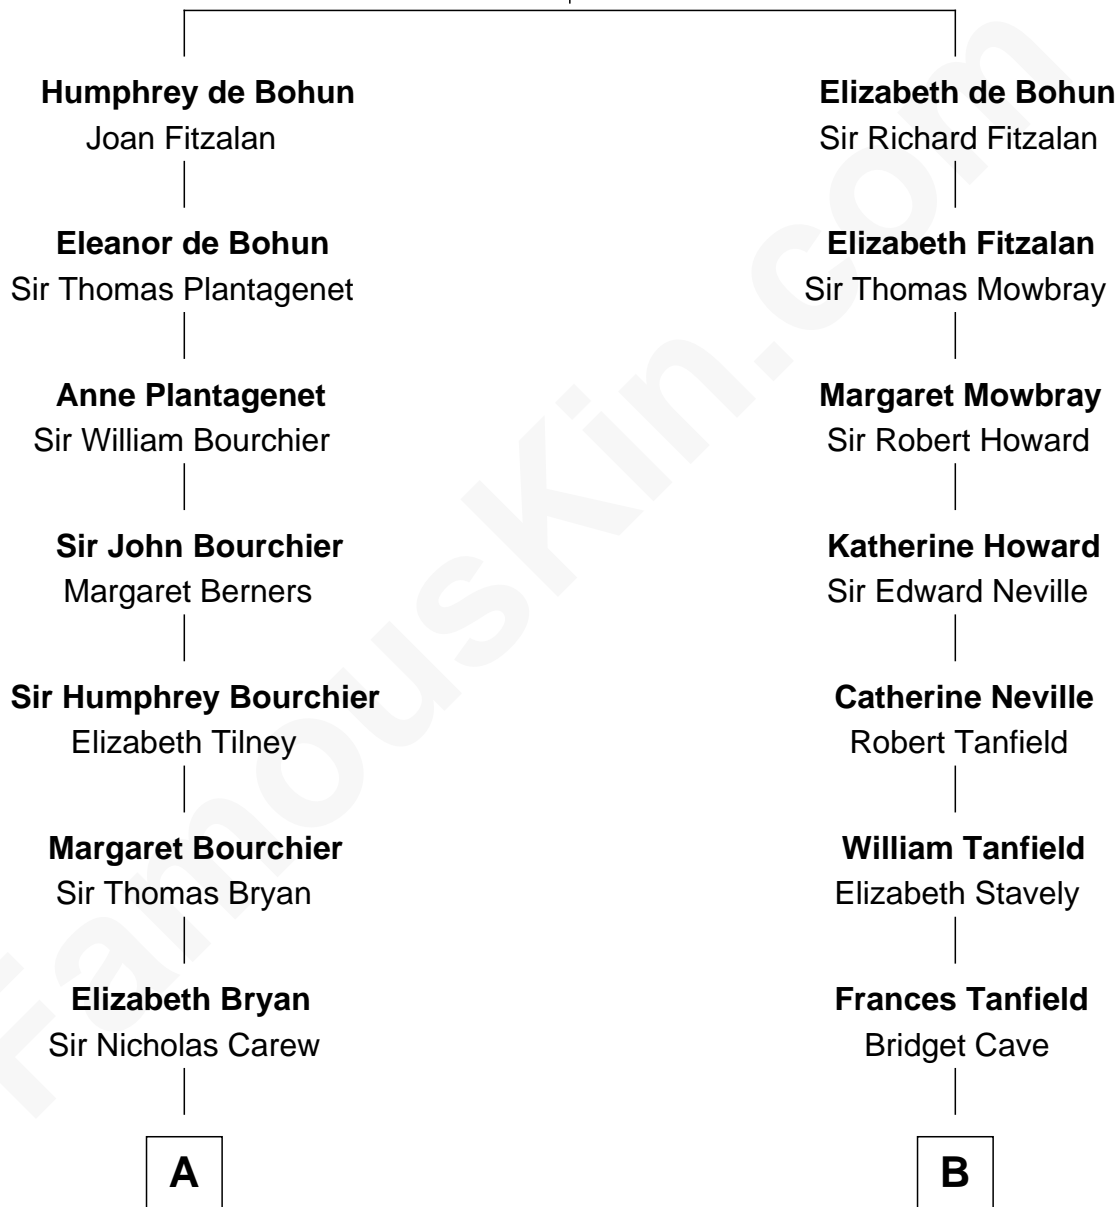 Humphrey de Bohun
Joan Fitzalan
Eleanor de Bohun
Sir Thomas Plantagenet
Anne Plantagenet
Sir William Bourchier
Sir John Bourchier
Margaret Berners
Sir Humphrey Bourchier
Elizabeth Tilney
Margaret Bourchier
Sir Thomas Bryan
Elizabeth Bryan
Sir Nicholas Carew
A
Elizabeth de Bohun
Sir Richard Fitzalan
Elizabeth Fitzalan
Sir Thomas Mowbray
Margaret Mowbray
Sir Robert Howard
Katherine Howard
Sir Edward Neville
Catherine Neville
Robert Tanfield
William Tanfield
Elizabeth Stavely
Frances Tanfield
Bridget Cave
B
FamousKin.com